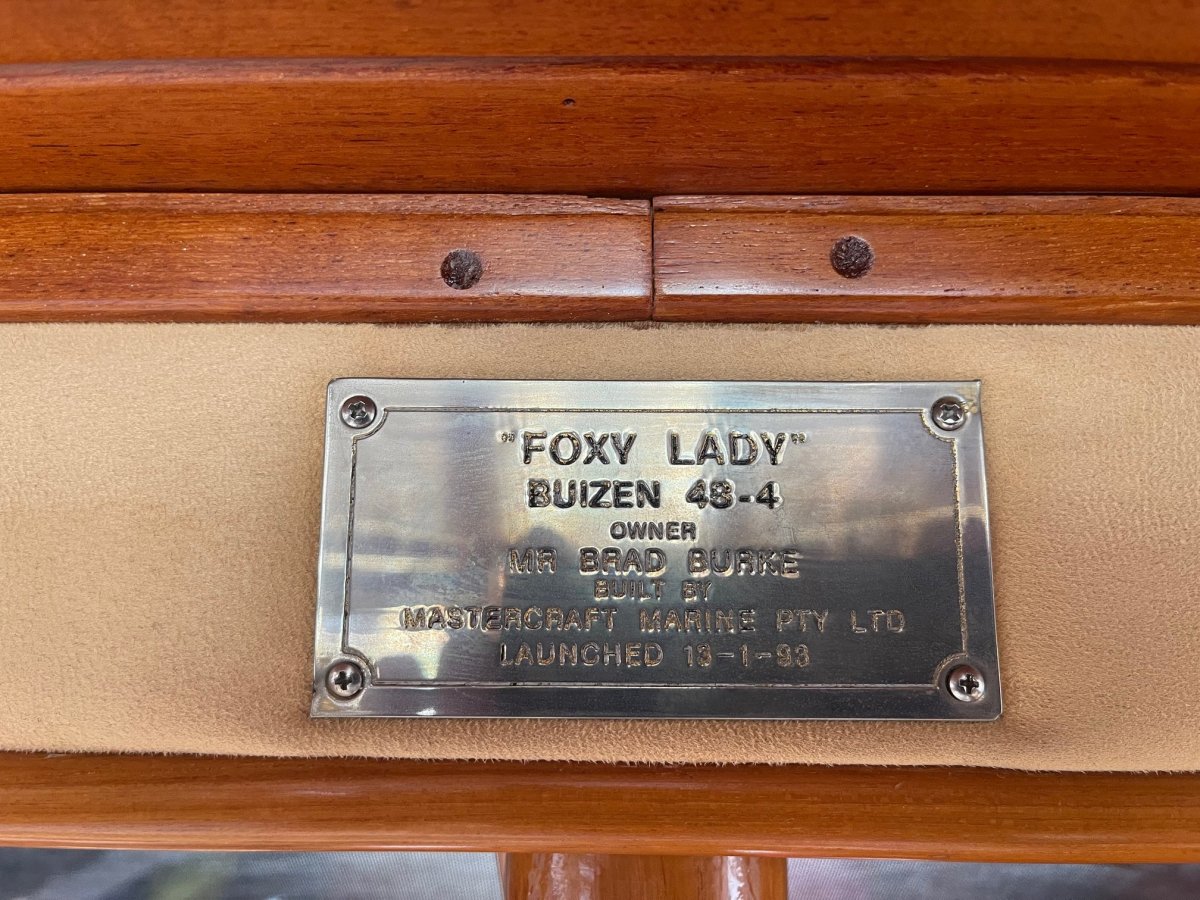 "FOXY LADY"
BUIZEN 48-4
OWNER
MR BRAD BURKE
BUILT BY
MASTERCRAFT MARINE PTY LTD
LAUNCHED 13-1-93